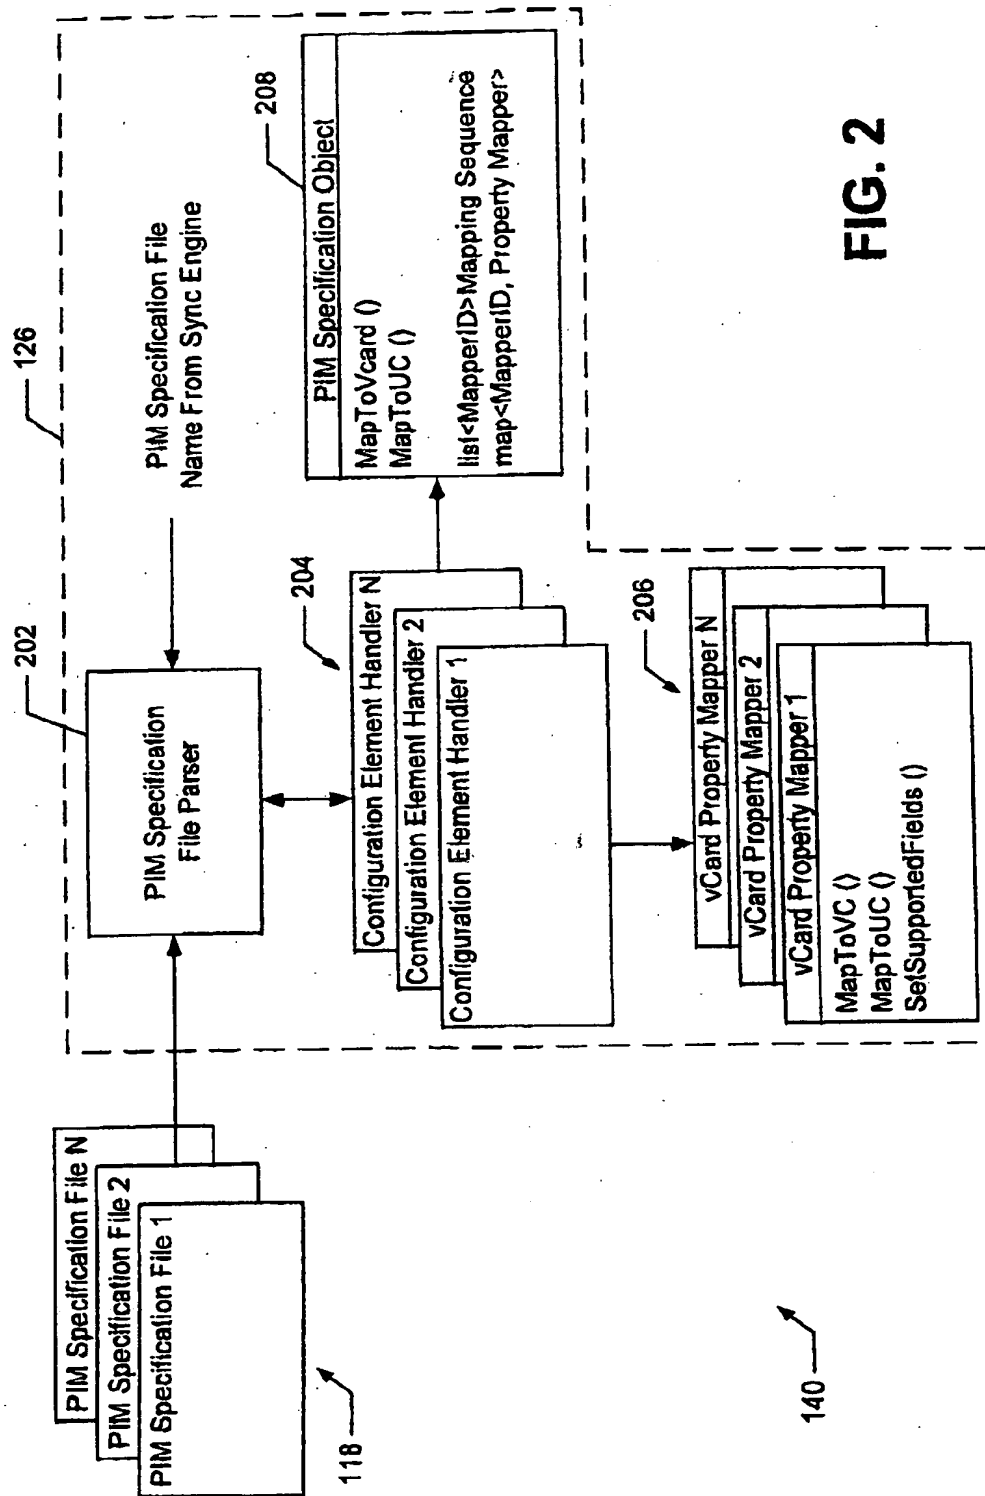 126
202
PIM Specification File
Name From Sync Engine
PIM Specification File N
PIM Specification File 2
PIM Specification File 1
118
PIM Specification
File Parser
204
Configuration Element Handler N
Configuration Element Handler 2
Configuration Element Handler 1
208
PIM Specification Object
MapToVcard ()
MapToUC ()
list<MapperID>Mapping Sequence
map<MapperID, Property Mapper>
206
vCard Property Mapper N
vCard Property Mapper 2
vCard Property Mapper 1
MapToVC ()
MapToUC ()
SetSupportedFields ()
140
FIG. 2